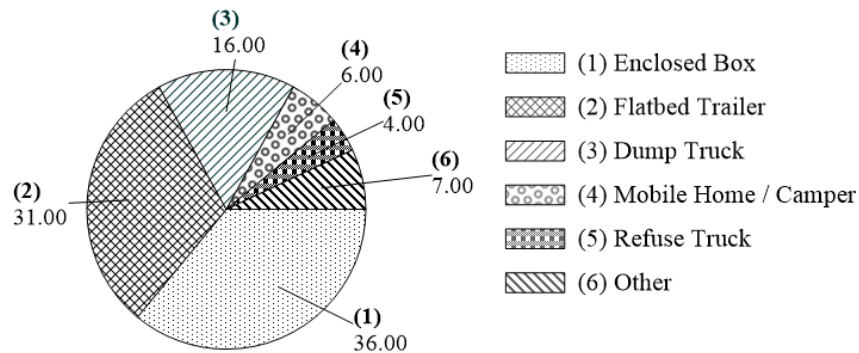 (3)
16.00
(4)
6.00
(5)
4.00
(6)
7.00
(2)
31.00
(1)
36.00
(1) Enclosed Box
(2) Flatbed Trailer
(3) Dump Truck
(4) Mobile Home / Camper
(5) Refuse Truck
(6) Other